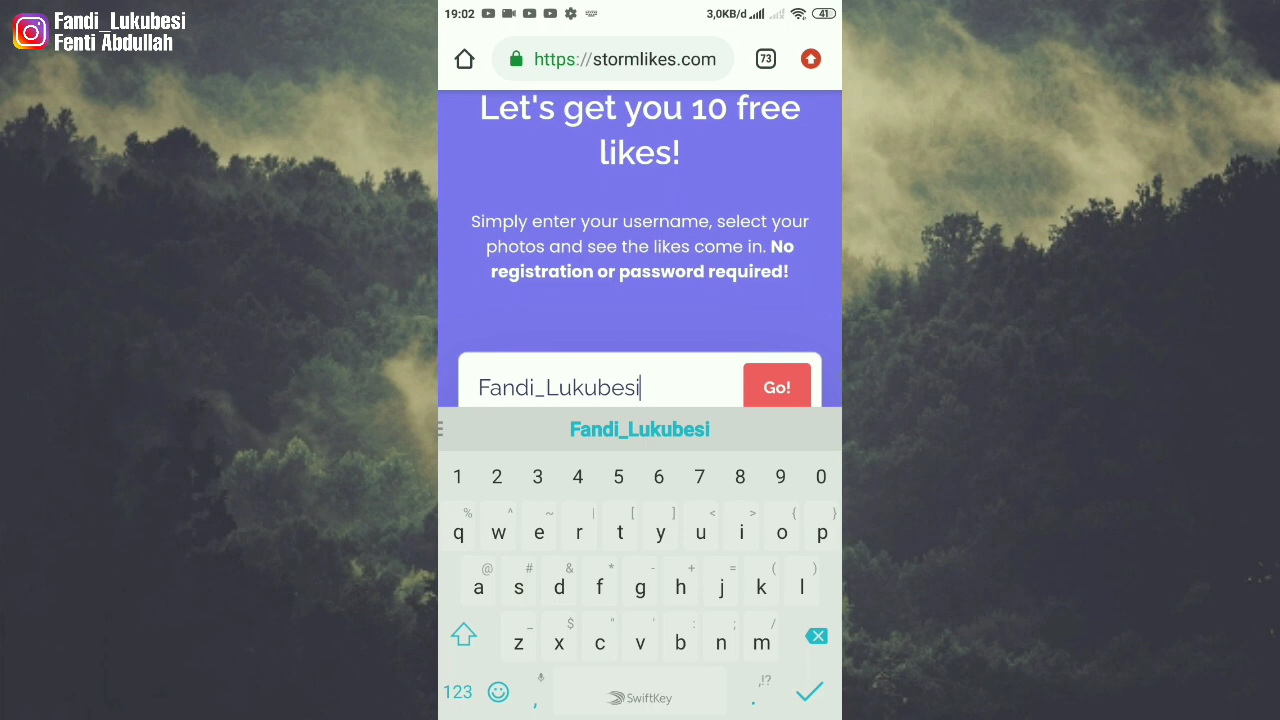 Fandi_Lukubesi
Fenti Abdullah
19:02
3,0KB/d
41
https://stormlikes.com
73
Let's get you 10 free
likes!
Simply enter your username, select your
photos and see the likes come in. No
registration or password required!
Fandi_Lukubesi
Go!
Fandi_Lukubesi
1 2 3 4 5 6 7 8 9 0
% ^ ~ | [ ] < > { }
q w e r t y u i o p
@ # & * - + = ( )
a s d f g h j k l
_ $ " ' : ; /
z x c v b n m
123 , SwiftKey ,!? .